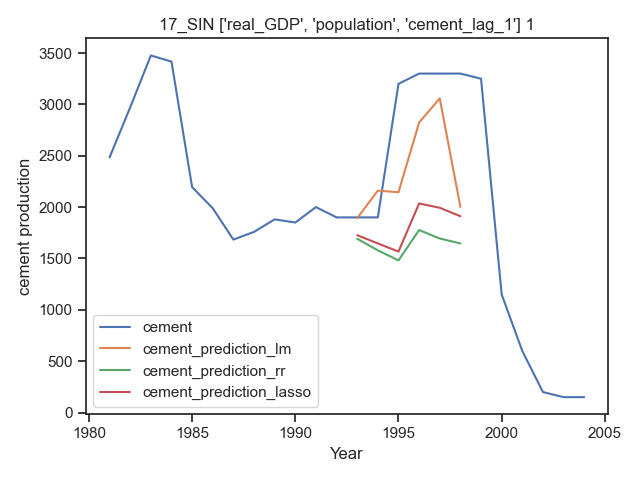 17_SIN ['real_GDP', 'population', 'cement_lag_1'] 1
3500
3000
2500
2000
1500
1000
500
0
cement production
cement
cement_prediction_lm
cement_prediction_rr
cement_prediction_lasso
1980
1985
1990
1995
2000
2005
Year